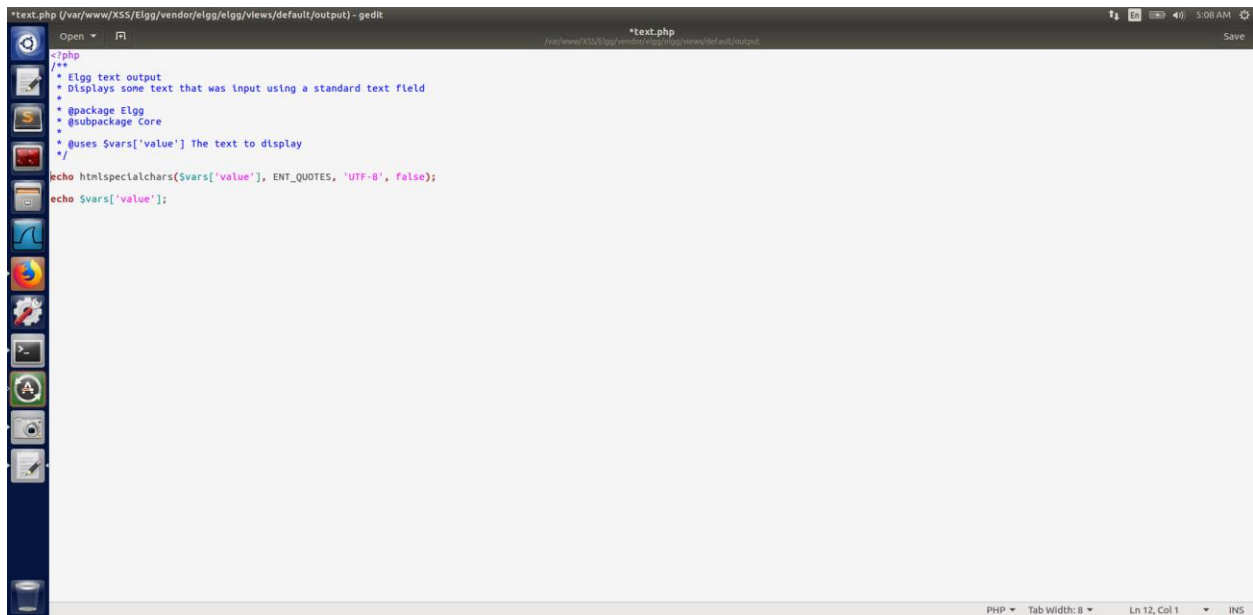 *text.php (/var/www/XSS/Elgg/vendor/elgg/elgg/views/default/output) - gedit
En
5:08 AM
Open
*text.php
/var/www/XSS/Elgg/vendor/elgg/elgg/views/default/output
Save
<?php
/**
 * Elgg text output
 * Displays some text that was input using a standard text field
 *
 * @package Elgg
 * @subpackage Core
 *
 * @uses $vars['value'] The text to display
 */
echo htmlspecialchars($vars['value'], ENT_QUOTES, 'UTF-8', false);
echo $vars['value'];
PHP
Tab Width: 8
Ln 12, Col 1
INS